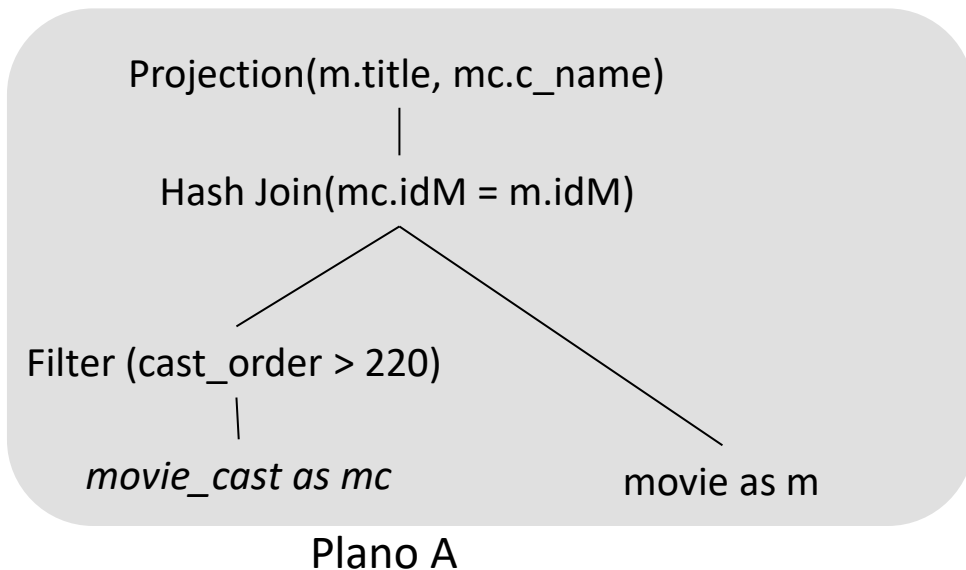 Projection(m.title, mc.c_name)
Hash Join(mc.idM = m.idM)
Filter (cast_order > 220)
movie_cast as mc
movie as m
Plano A